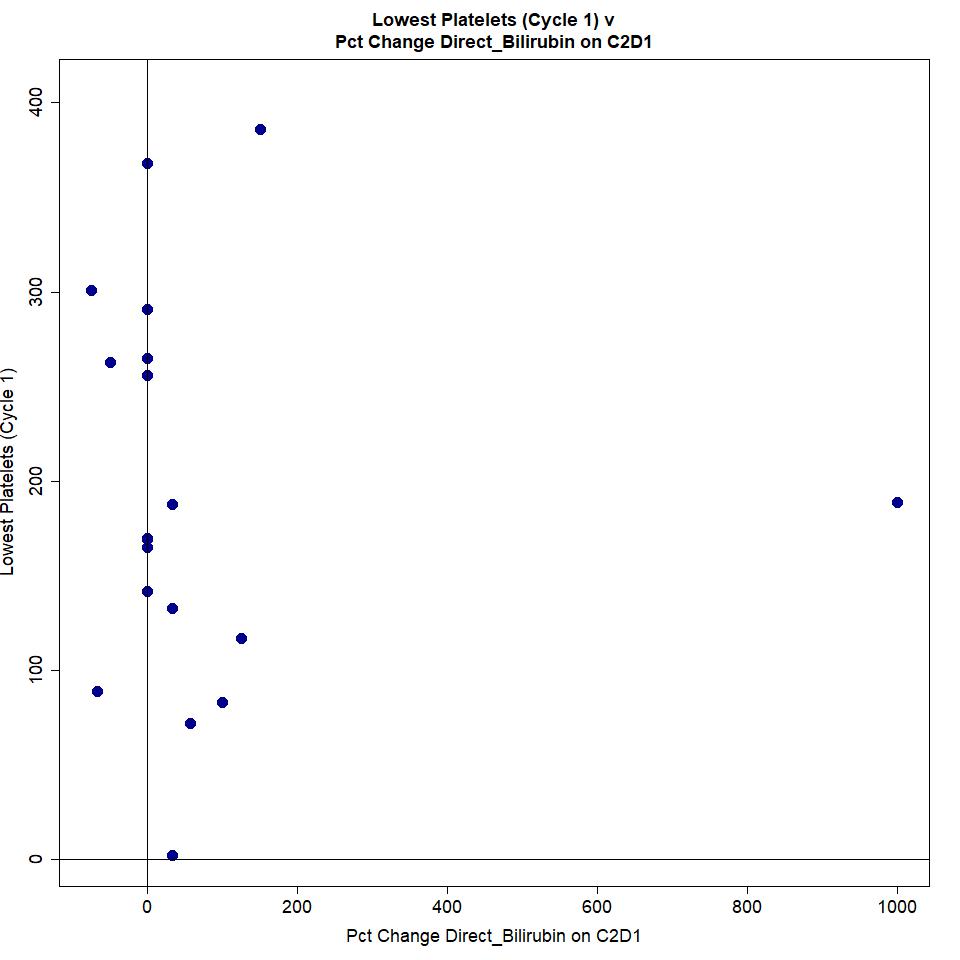 Lowest Platelets (Cycle 1) v
Pct Change Direct_Bilirubin on C2D1
400
300
200
100
0
Lowest Platelets (Cycle 1)
0 200 400 600 800 1000
Pct Change Direct_Bilirubin on C2D1